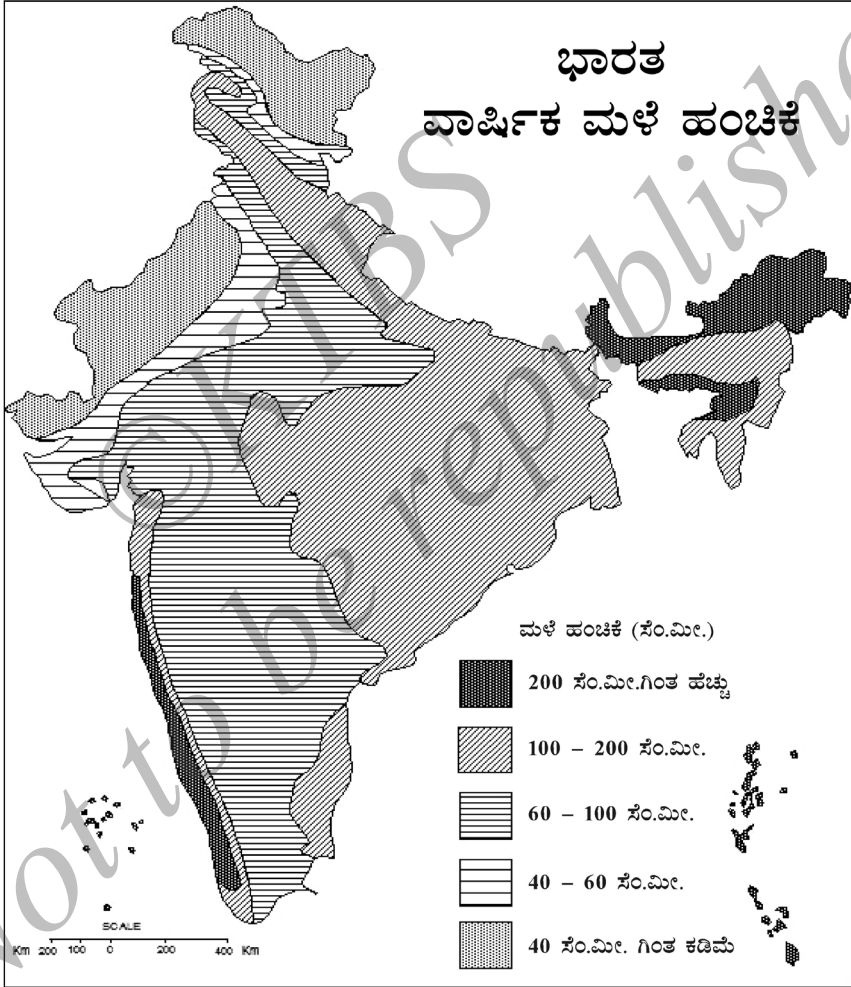 ಭಾರತ
ವಾರ್ಷಿಕ ಮಳೆ ಹಂಚಿಕೆ
©KTBS
Not to be republished
ಮಳೆ ಹಂಚಿಕೆ (ಸೆಂ.ಮೀ.)
200 ಸೆಂ.ಮೀ.ಗಿಂತ ಹೆಚ್ಚು
100 – 200 ಸೆಂ.ಮೀ.
60 – 100 ಸೆಂ.ಮೀ.
40 – 60 ಸೆಂ.ಮೀ.
40 ಸೆಂ.ಮೀ. ಗಿಂತ ಕಡಿಮೆ
SCALE
Km 200 100 0 200 400 Km